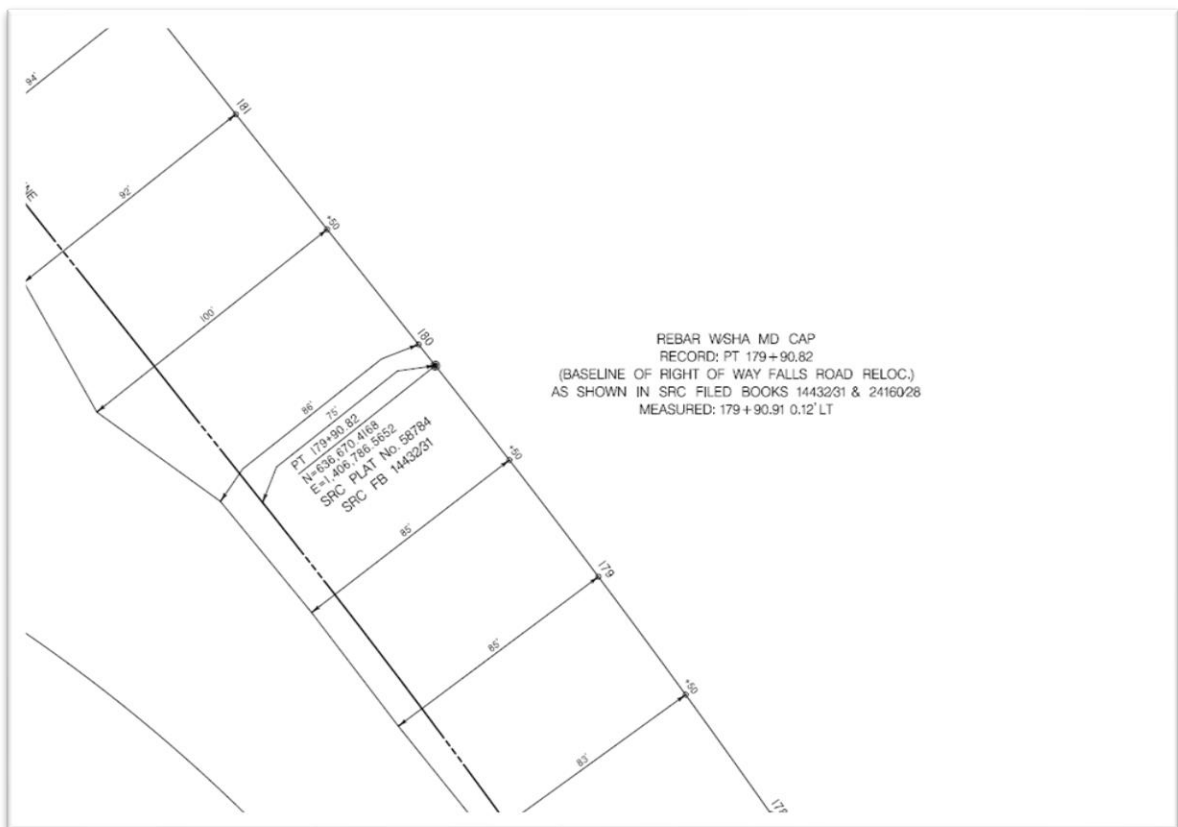 94'
181
92'
+50
100'
180
86'
75'
PT 179+90.82
N=636,670.4168
E=1,406,786.5652
SRC PLAT No. 58784
SRC FB 14432/31
REBAR W/SHA MD CAP
RECORD: PT 179+90.82
(BASELINE OF RIGHT OF WAY FALLS ROAD RELOC.)
AS SHOWN IN SRC FILED BOOKS 14432/31 & 24160/28
MEASURED: 179+90.91 0.12' LT
+50
85'
179
85'
+50
83'